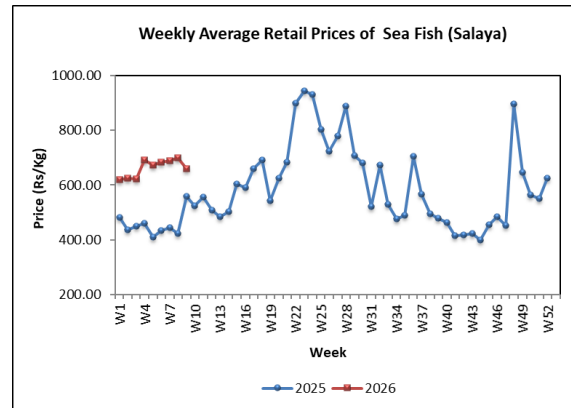 Weekly Average Retail Prices of Sea Fish (Salaya)
Price (Rs/Kg)
1000.00
800.00
600.00
400.00
200.00
W1
W4
W7
W10
W13
W16
W19
W22
W25
W28
W31
W34
W37
W40
W43
W46
W49
W52
Week
2025
2026